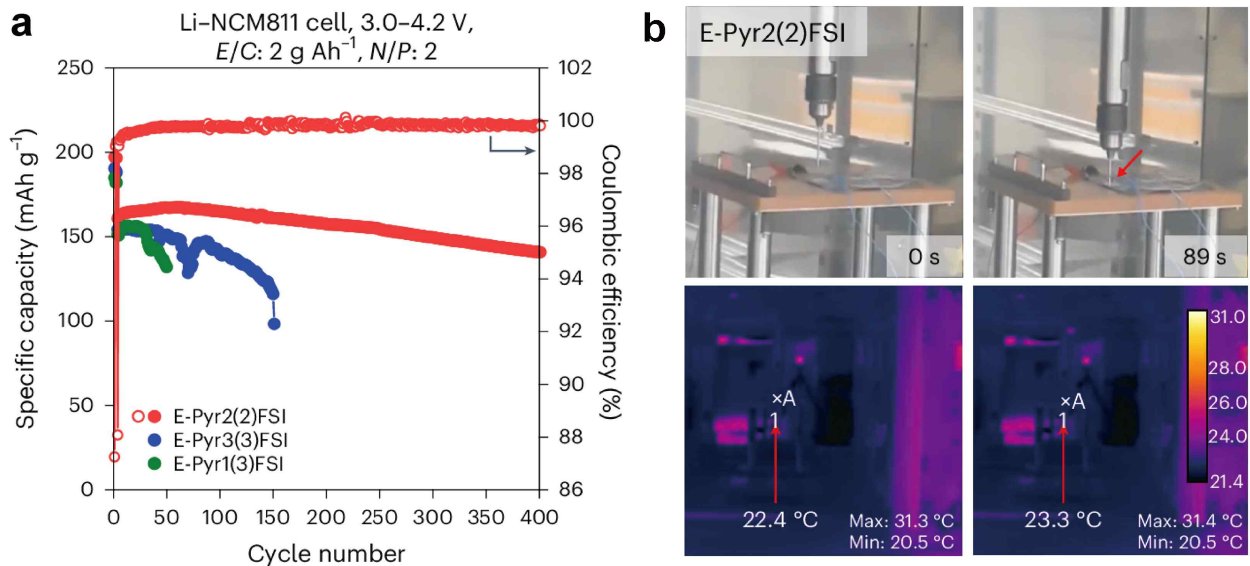 a
Li–NCM811 cell, 3.0–4.2 V,
E/C: 2 g Ah⁻¹, N/P: 2
250
200
150
100
50
0
Specific capacity (mAh g⁻¹)
102
100
98
96
94
92
90
88
86
Coulombic efficiency (%)
E-Pyr2(2)FSI
E-Pyr3(3)FSI
E-Pyr1(3)FSI
0 50 100 150 200 250 300 350 400
Cycle number
b
E-Pyr2(2)FSI
0 s
89 s
×A
1
22.4 °C
Max: 31.3 °C
Min: 20.5 °C
×A
1
23.3 °C
Max: 31.4 °C
Min: 20.5 °C
31.0
28.0
26.0
24.0
21.4